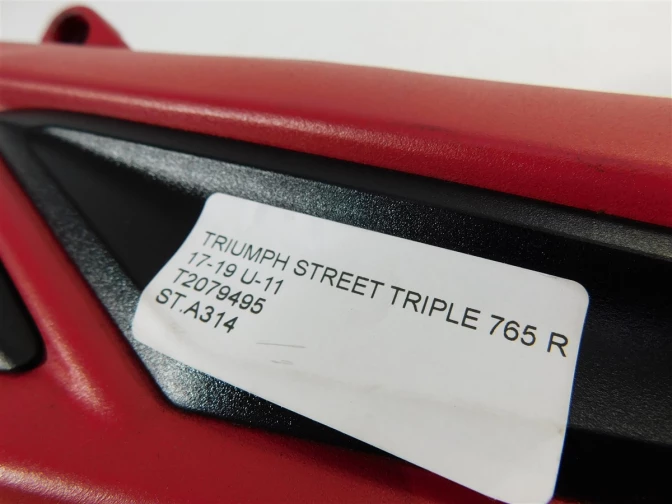 TRIUMPH STREET TRIPLE 765 R
17-19 U-11
T2079495
ST.A314